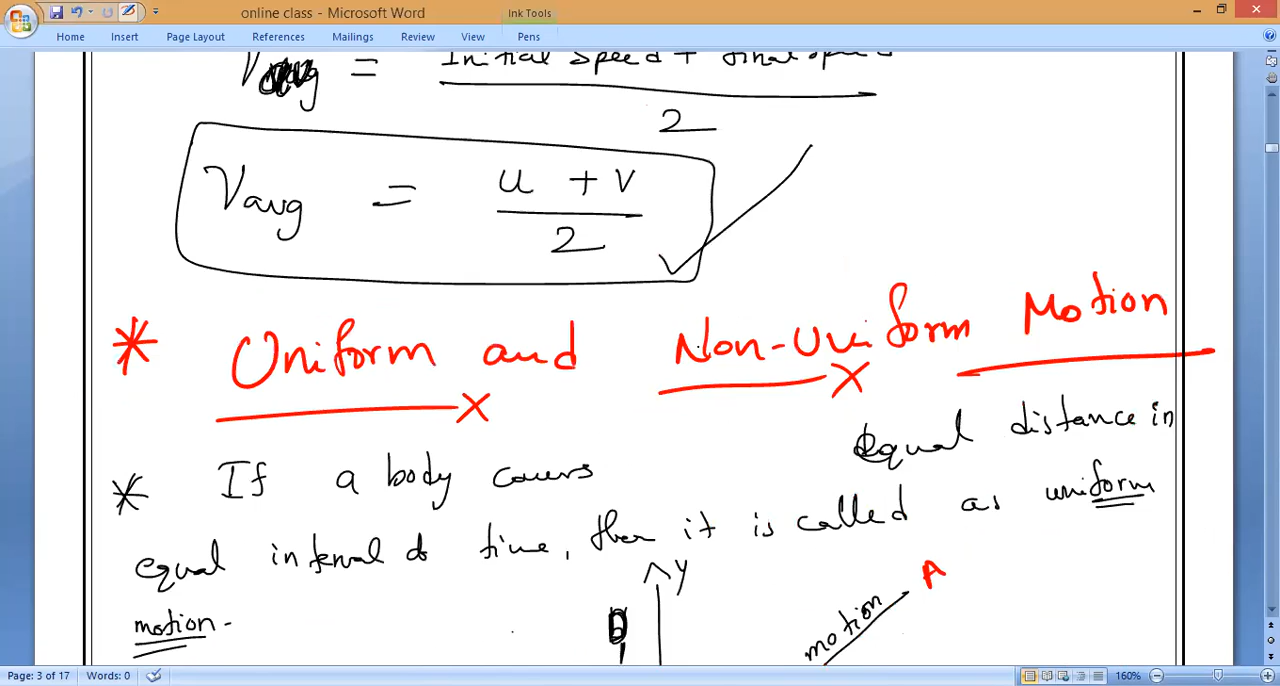 online class - Microsoft Word
Ink Tools
Home Insert Page Layout References Mailings Review View Pens
Vavg = Initial speed + final speed
2
Vavg = u + v
2
* Uniform and Non-Uniform Motion
* If a body covers equal distance in
equal interval of time, then it is called as uniform
motion -
y
A
motion
Page: 3 of 17 Words: 0 160%